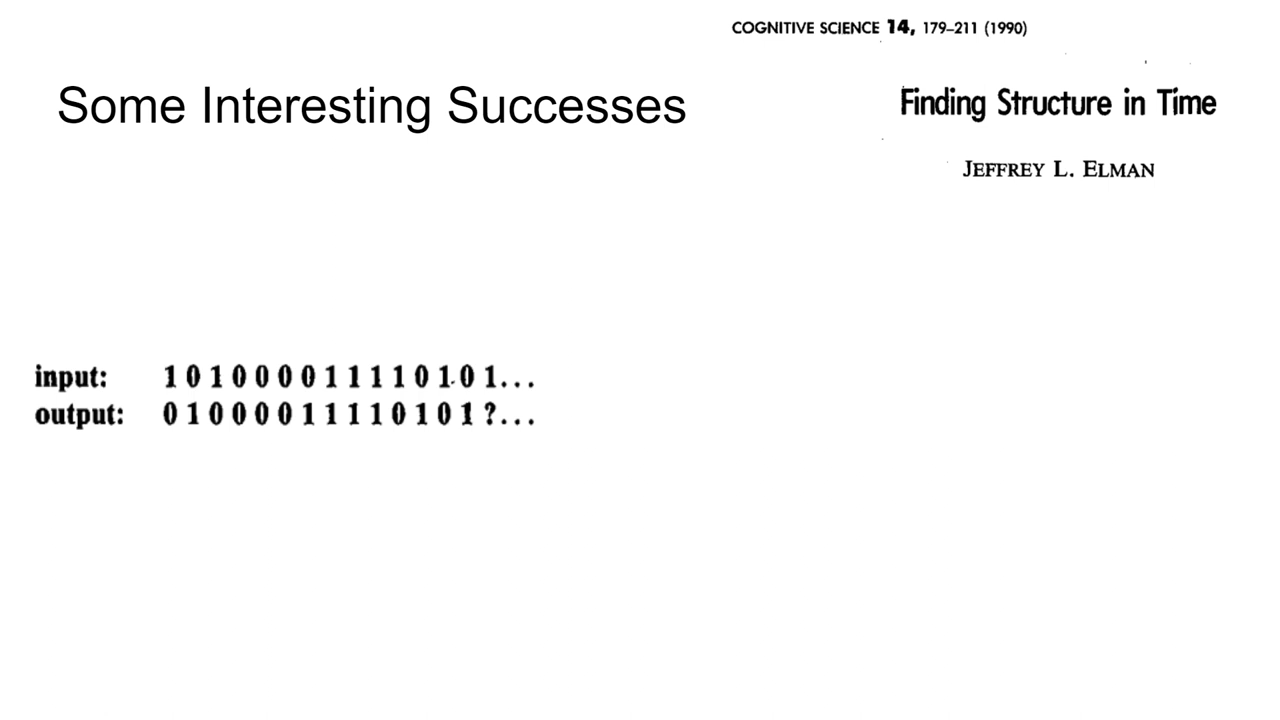 COGNITIVE SCIENCE 14, 179–211 (1990)
Some Interesting Successes
Finding Structure in Time
JEFFREY L. ELMAN
input: 1 0 1 0 0 0 0 1 1 1 1 0 1 0 1...
output: 0 1 0 0 0 0 1 1 1 1 0 1 0 1 ?...